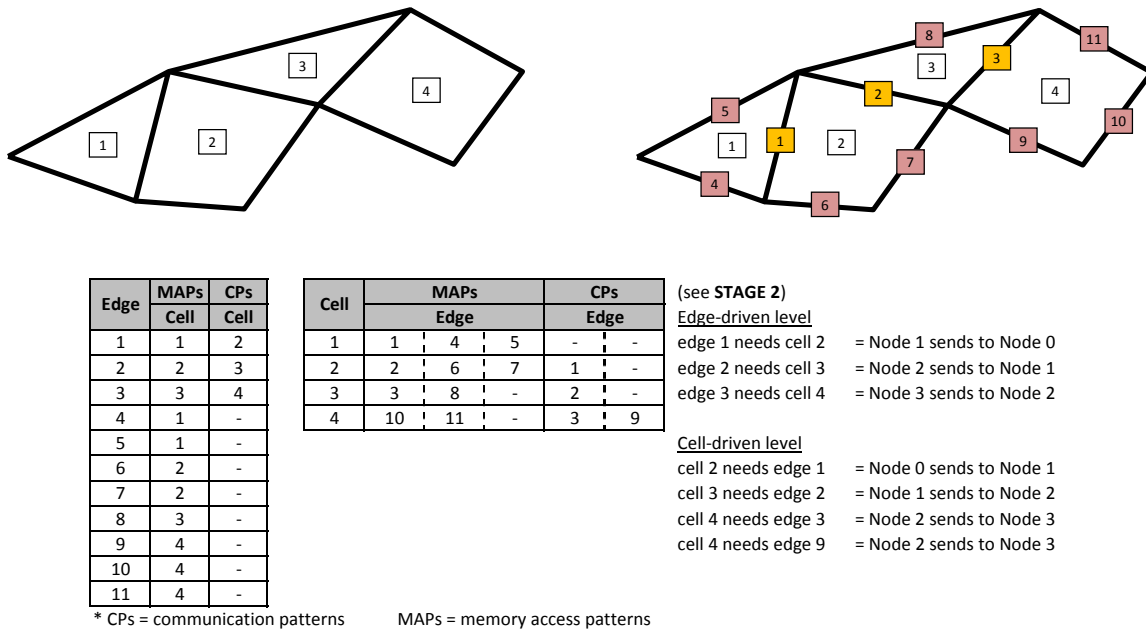 3
4
1
2
8
11
3
3
4
2
5
10
1
1
2
9
7
4
6
Edge MAPs CPs
Cell Cell
1 1 2
2 2 3
3 3 4
4 1 -
5 1 -
6 2 -
7 2 -
8 3 -
9 4 -
10 4 -
11 4 -
Cell MAPs CPs
Edge Edge
1 1 4 5 - -
2 2 6 7 1 -
3 3 8 - 2 -
4 10 11 - 3 9
(see STAGE 2)
Edge-driven level
edge 1 needs cell 2 = Node 1 sends to Node 0
edge 2 needs cell 3 = Node 2 sends to Node 1
edge 3 needs cell 4 = Node 3 sends to Node 2
Cell-driven level
cell 2 needs edge 1 = Node 0 sends to Node 1
cell 3 needs edge 2 = Node 1 sends to Node 2
cell 4 needs edge 3 = Node 2 sends to Node 3
cell 4 needs edge 9 = Node 2 sends to Node 3
* CPs = communication patterns MAPs = memory access patterns